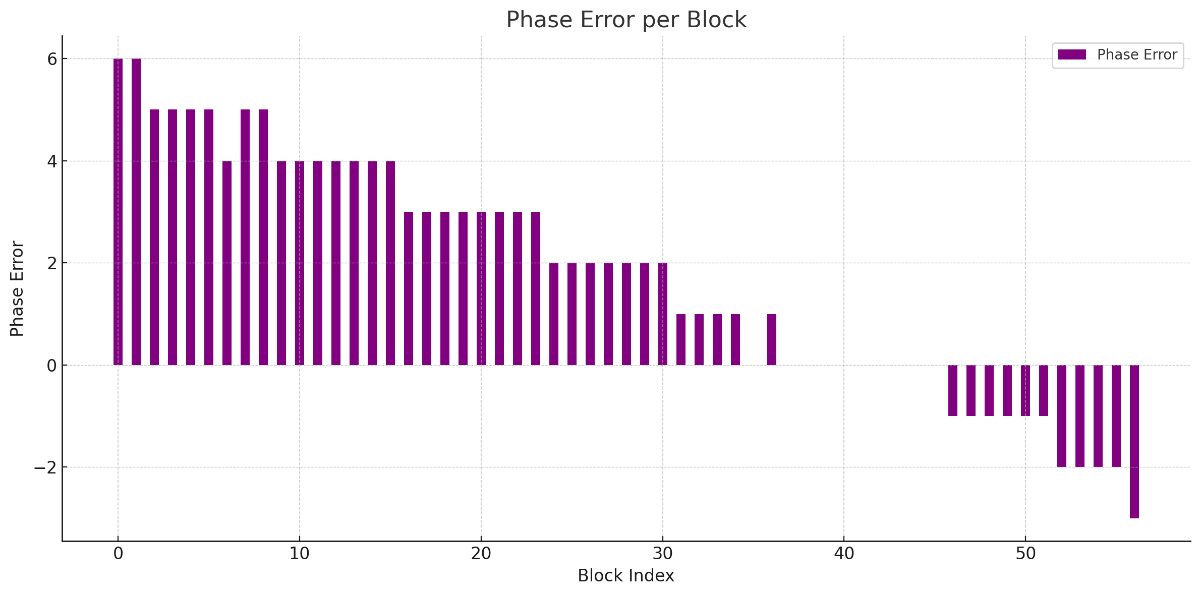 Phase Error per Block
Phase Error
6
4
2
0
−2
Phase Error
0 10 20 30 40 50
Block Index